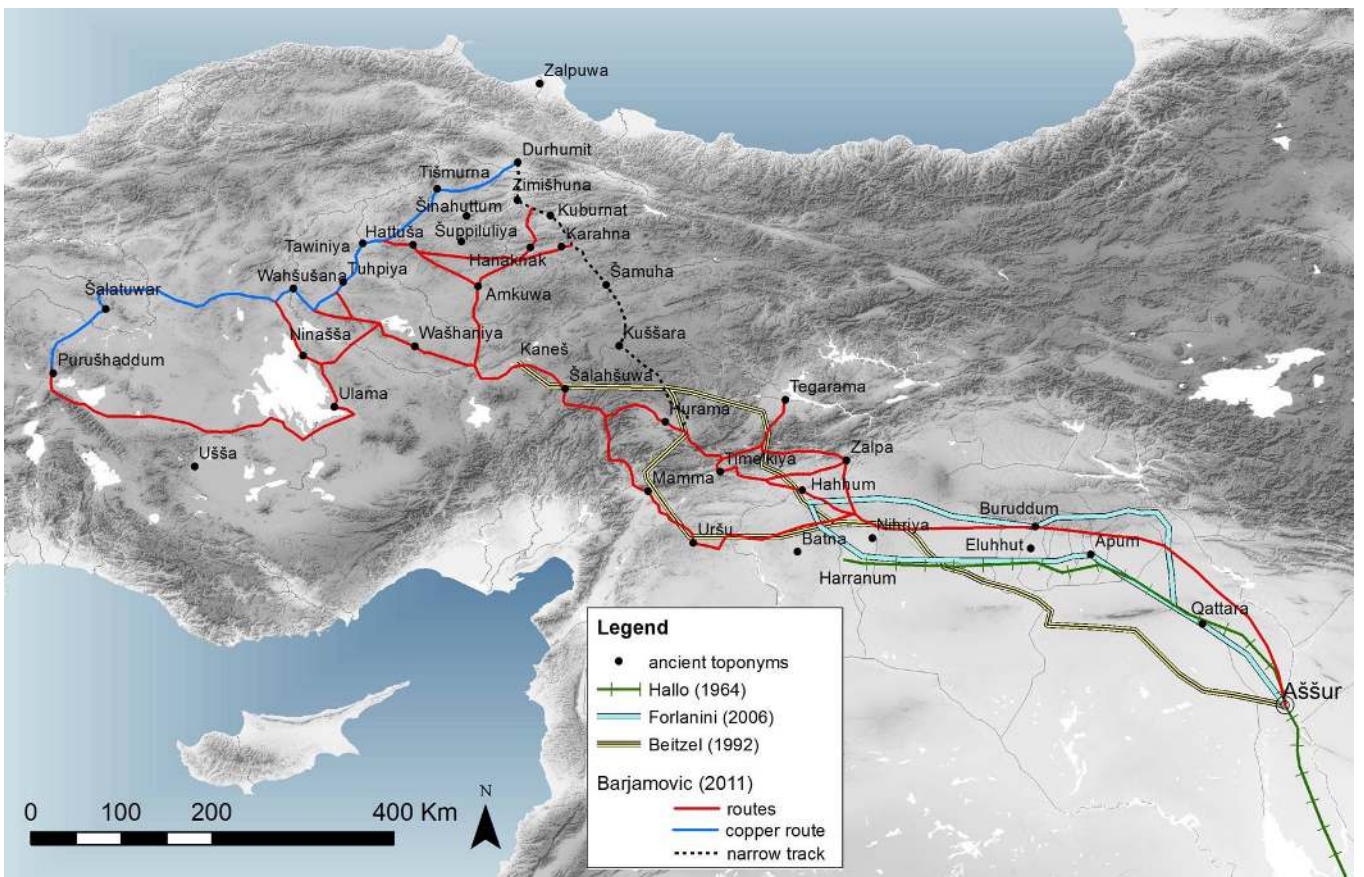 Zalpuwa
Durhumit
Tišmurna
Zimišhuna
Šinahuttum
Kuburnat
Tawiniya
Hattuša
Šuppiluliya
Karahna
Hanaknak
Wahšušana
Tuhpiya
Šamuha
Šalatuwar
Amkuwa
Ninašša
Wašhaniya
Kuššara
Purušhaddum
Kaneš
Šalahšuwa
Tegarama
Ulama
Hurama
Ušša
Timelkiya
Zalpa
Mamma
Hahhum
Buruddum
Uršu
Nihriya
Batna
Eluhhut
Apum
Harranum
Qattara
Aššur
Legend
ancient toponyms
Hallo (1964)
Forlanini (2006)
Beitzel (1992)
Barjamovic (2011)
routes
copper route
narrow track
N
0 100 200 400 Km